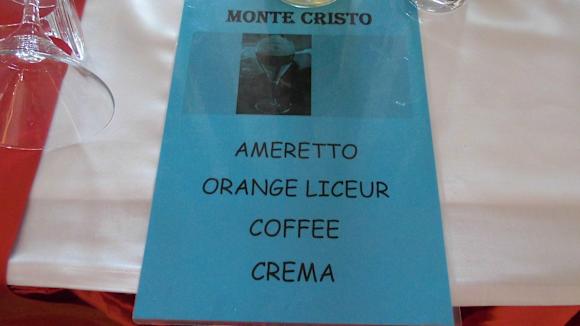 MONTE CRISTO
AMERETTO
ORANGE LICEUR
COFFEE
CREMA